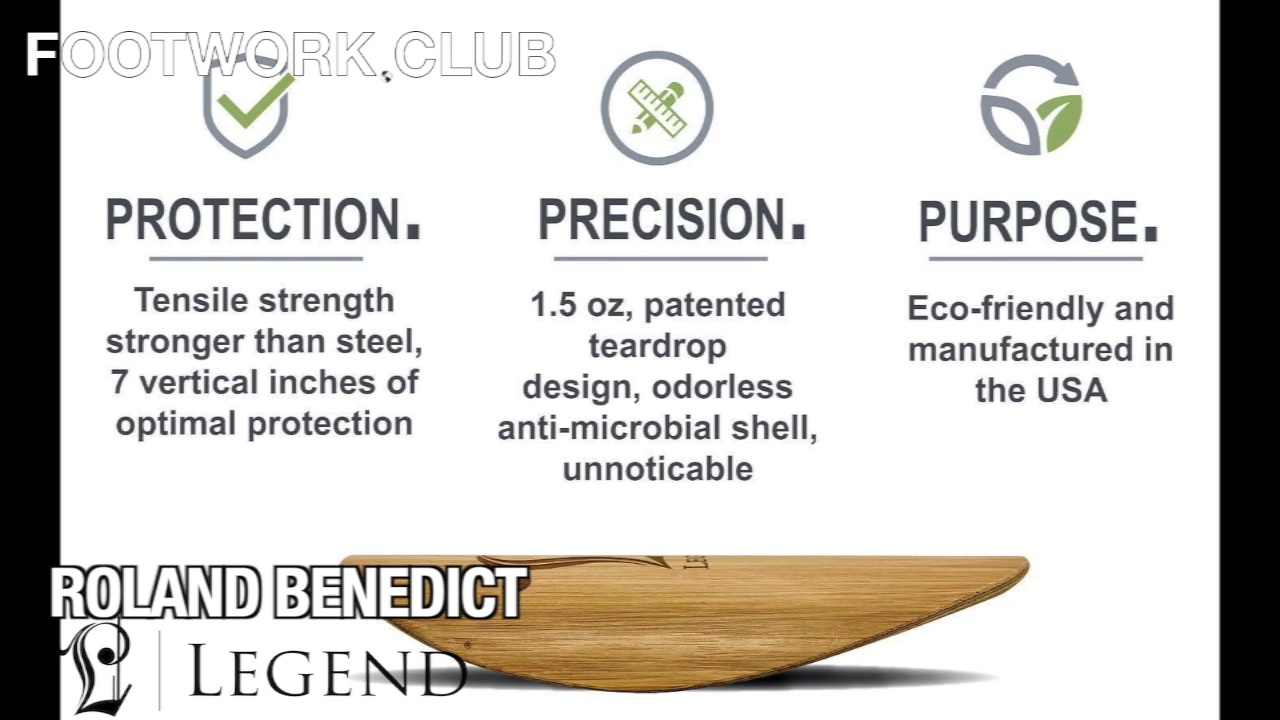 FOOTWORK CLUB
PROTECTION.
Tensile strength
stronger than steel,
7 vertical inches of
optimal protection
PRECISION.
1.5 oz, patented
teardrop
design, odorless
anti-microbial shell,
unnoticable
PURPOSE.
Eco-friendly and
manufactured in
the USA
ROLAND BENEDICT
L LEGEND®